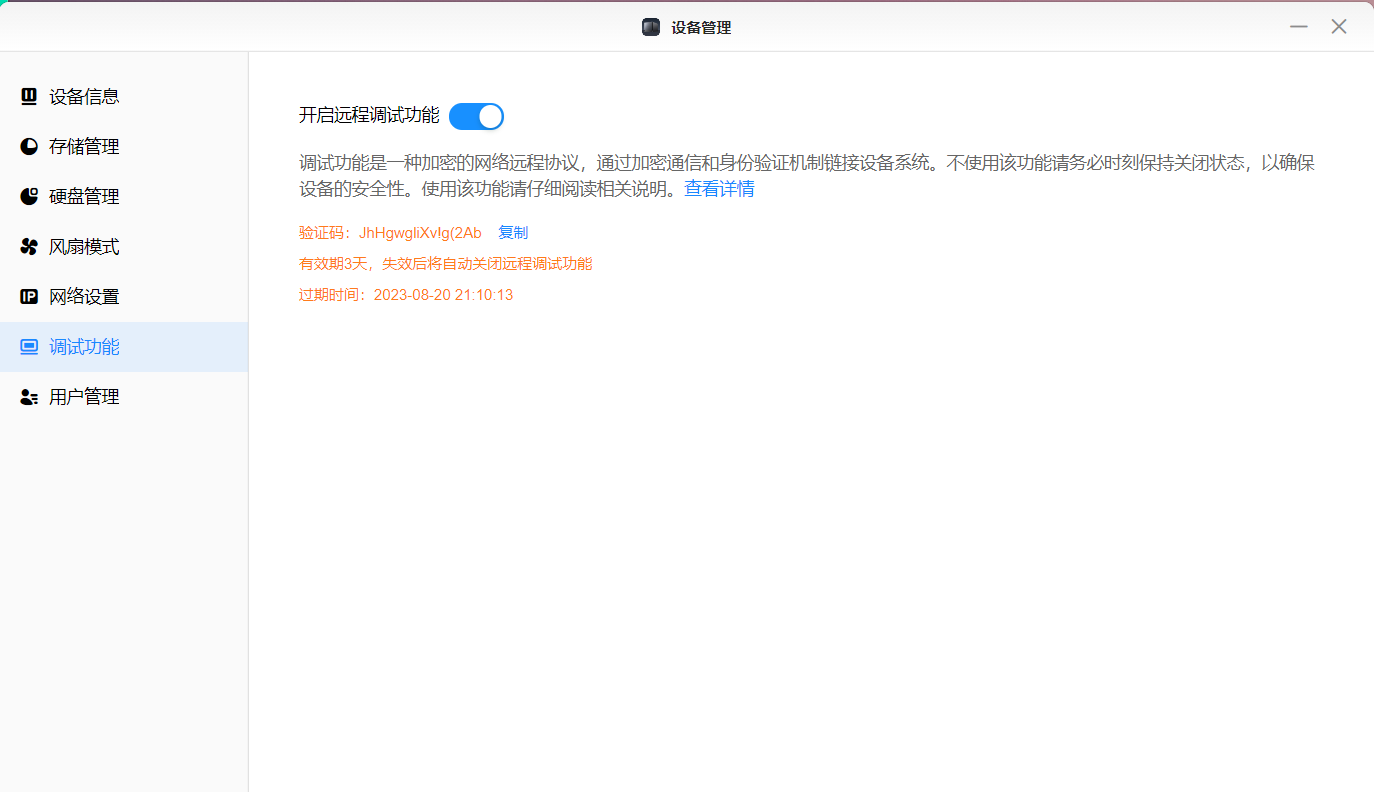 设备管理
设备信息
存储管理
硬盘管理
风扇模式
网络设置
调试功能
用户管理
开启远程调试功能
调试功能是一种加密的网络远程协议，通过加密通信和身份验证机制链接设备系统。不使用该功能请务必时刻保持关闭状态，以确保
设备的安全性。使用该功能请仔细阅读相关说明。查看详情
验证码：JhHgwgliXv!g(2Ab 复制
有效期3天，失效后将自动关闭远程调试功能
过期时间：2023-08-20 21:10:13